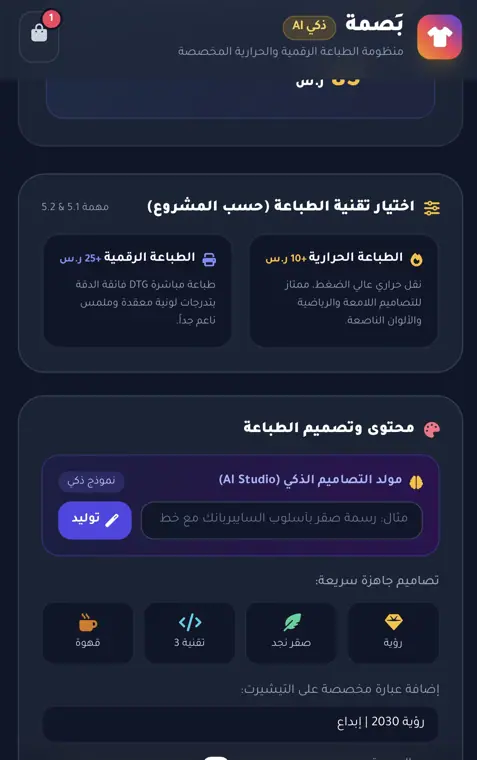 بَصمة
ذكي AI
1
منظومة الطباعة الرقمية والحرارية المخصصة
ر.س
اختيار تقنية الطباعة (حسب المشروع)
مهمة 5.1 & 5.2
الطباعة الحرارية
+10 ر.س
نقل حراري عالي الضغط، ممتاز
للتصاميم اللامعة والرياضية
والألوان الناصعة.
الطباعة الرقمية
+25 ر.س
طباعة مباشرة DTG فائقة الدقة
بتدرجات لونية معقدة وملمس
ناعم جداً.
محتوى وتصميم الطباعة
مولد التصاميم الذكي (AI Studio)
نموذج ذكي
مثال: رسمة صقر بأسلوب السايبربانك مع خط
توليد
تصاميم جاهزة سريعة:
رؤية
صقر نجد
تقنية 3
قهوة
إضافة عبارة مخصصة على التيشيرت:
رؤية 2030 | إبداع